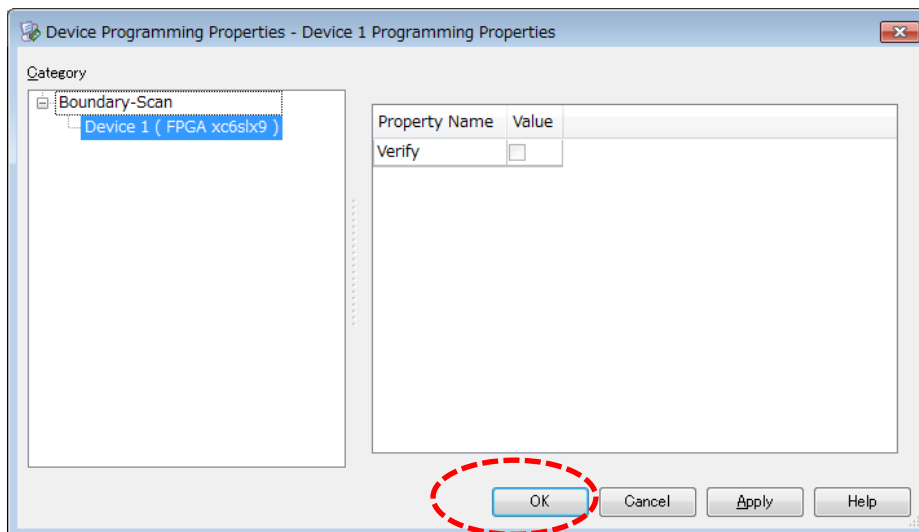 Device Programming Properties - Device 1 Programming Properties
Category
Boundary-Scan
Device 1 ( FPGA xc6slx9 )
Property Name Value
Verify
OK Cancel Apply Help